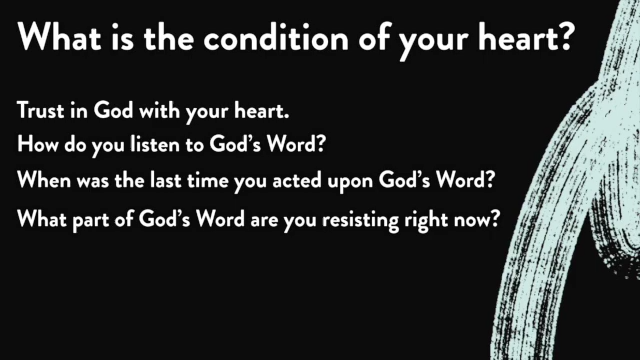 What is the condition of your heart?
Trust in God with your heart.
How do you listen to God's Word?
When was the last time you acted upon God's Word?
What part of God's Word are you resisting right now?